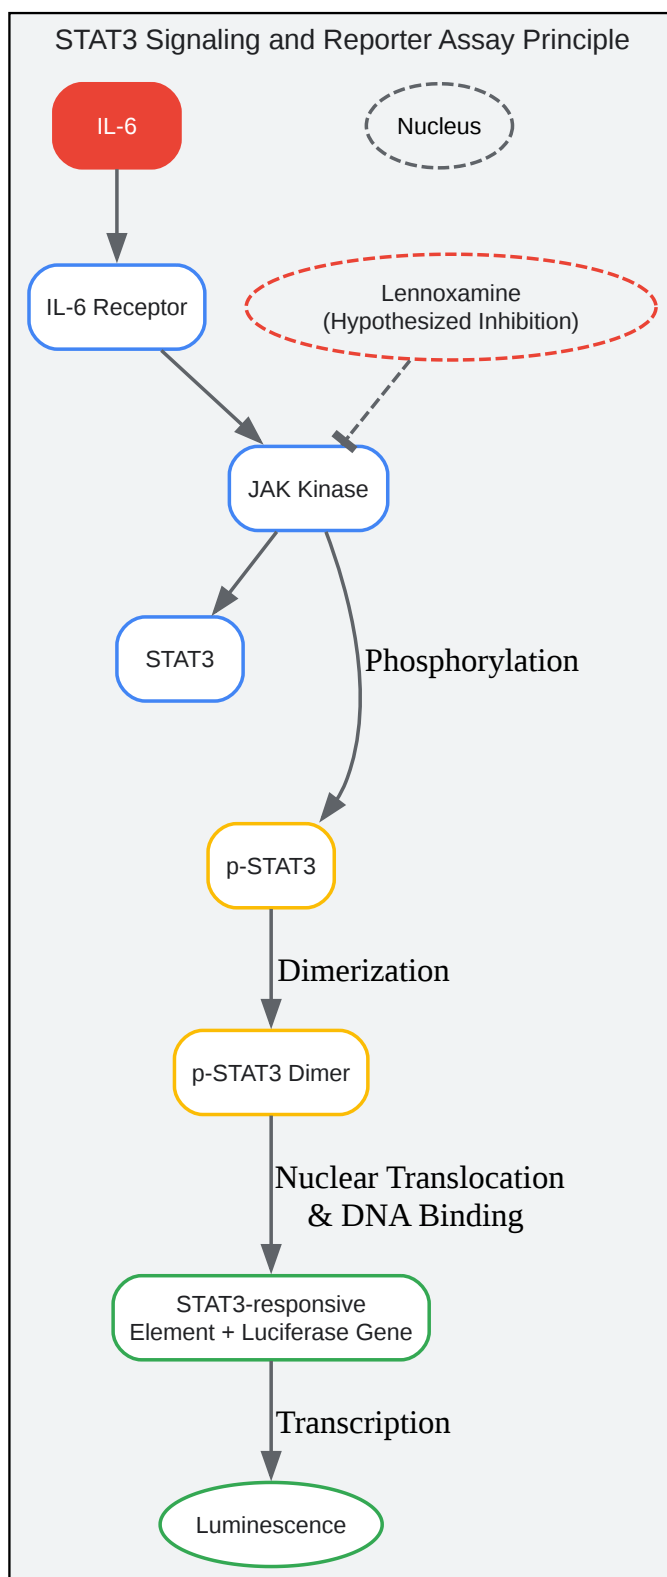 STAT3 Signaling and Reporter Assay Principle
IL-6
Nucleus
IL-6 Receptor
Lennoxamine
(Hypothesized Inhibition)
JAK Kinase
STAT3
Phosphorylation
p-STAT3
Dimerization
p-STAT3 Dimer
Nuclear Translocation
& DNA Binding
STAT3-responsive
Element + Luciferase Gene
Transcription
Luminescence